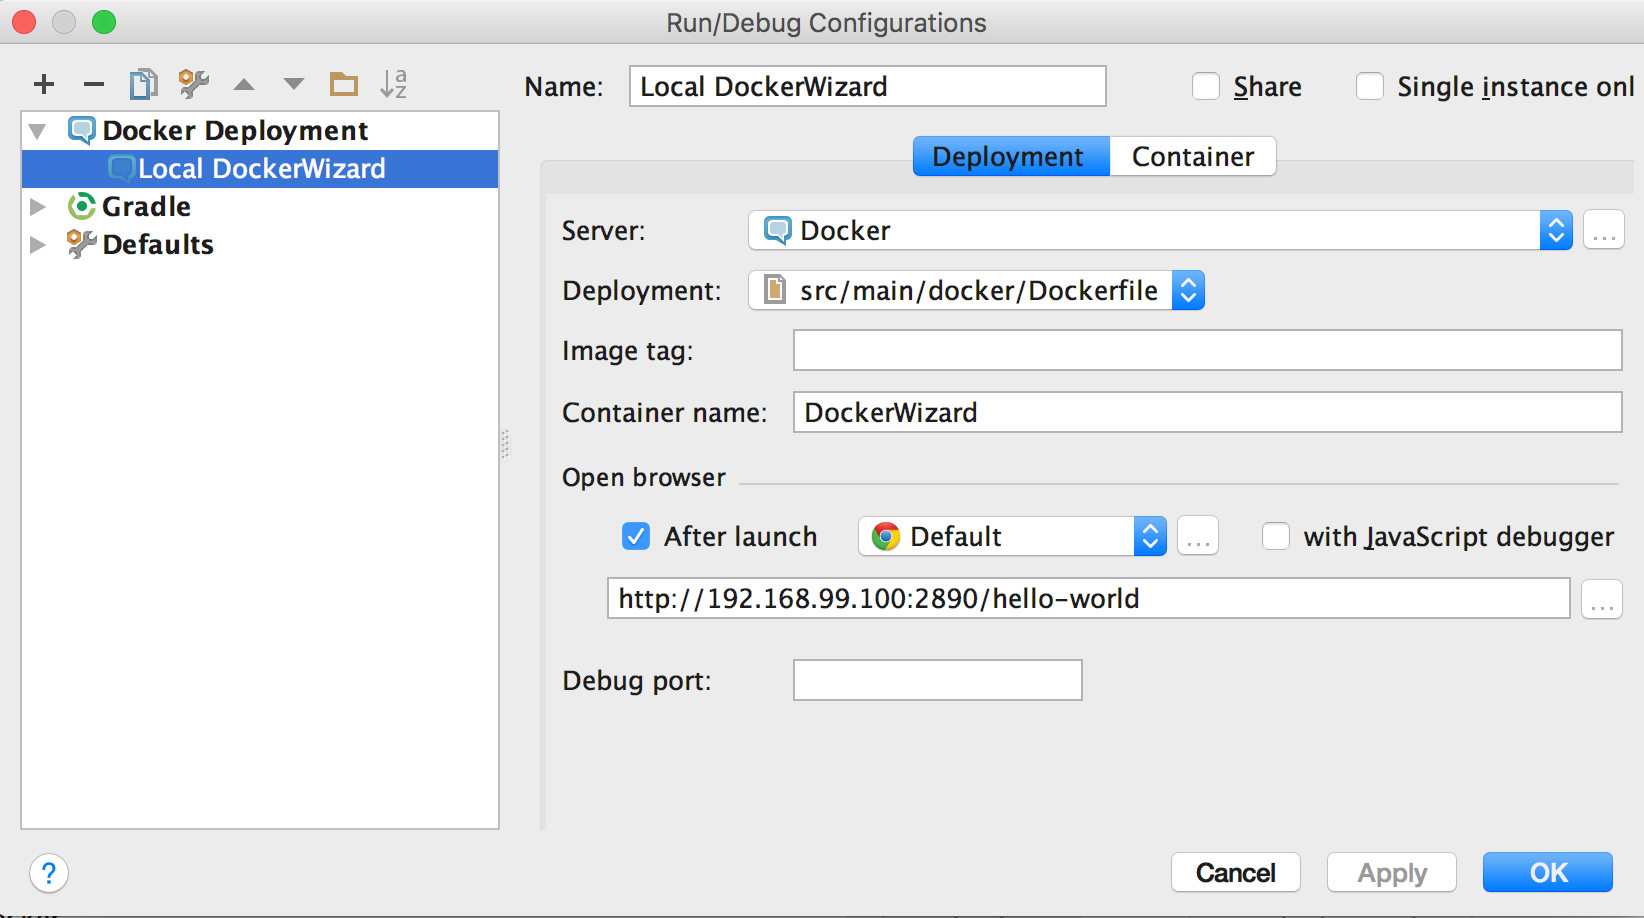 Run/Debug Configurations
Name: Local DockerWizard Share Single instance onl
Docker Deployment
Local DockerWizard
Gradle
Defaults
Deployment Container
Server: Docker ...
Deployment: src/main/docker/Dockerfile
Image tag:
Container name: DockerWizard
Open browser
After launch Default ... with JavaScript debugger
http://192.168.99.100:2890/hello-world ...
Debug port:
? Cancel Apply OK